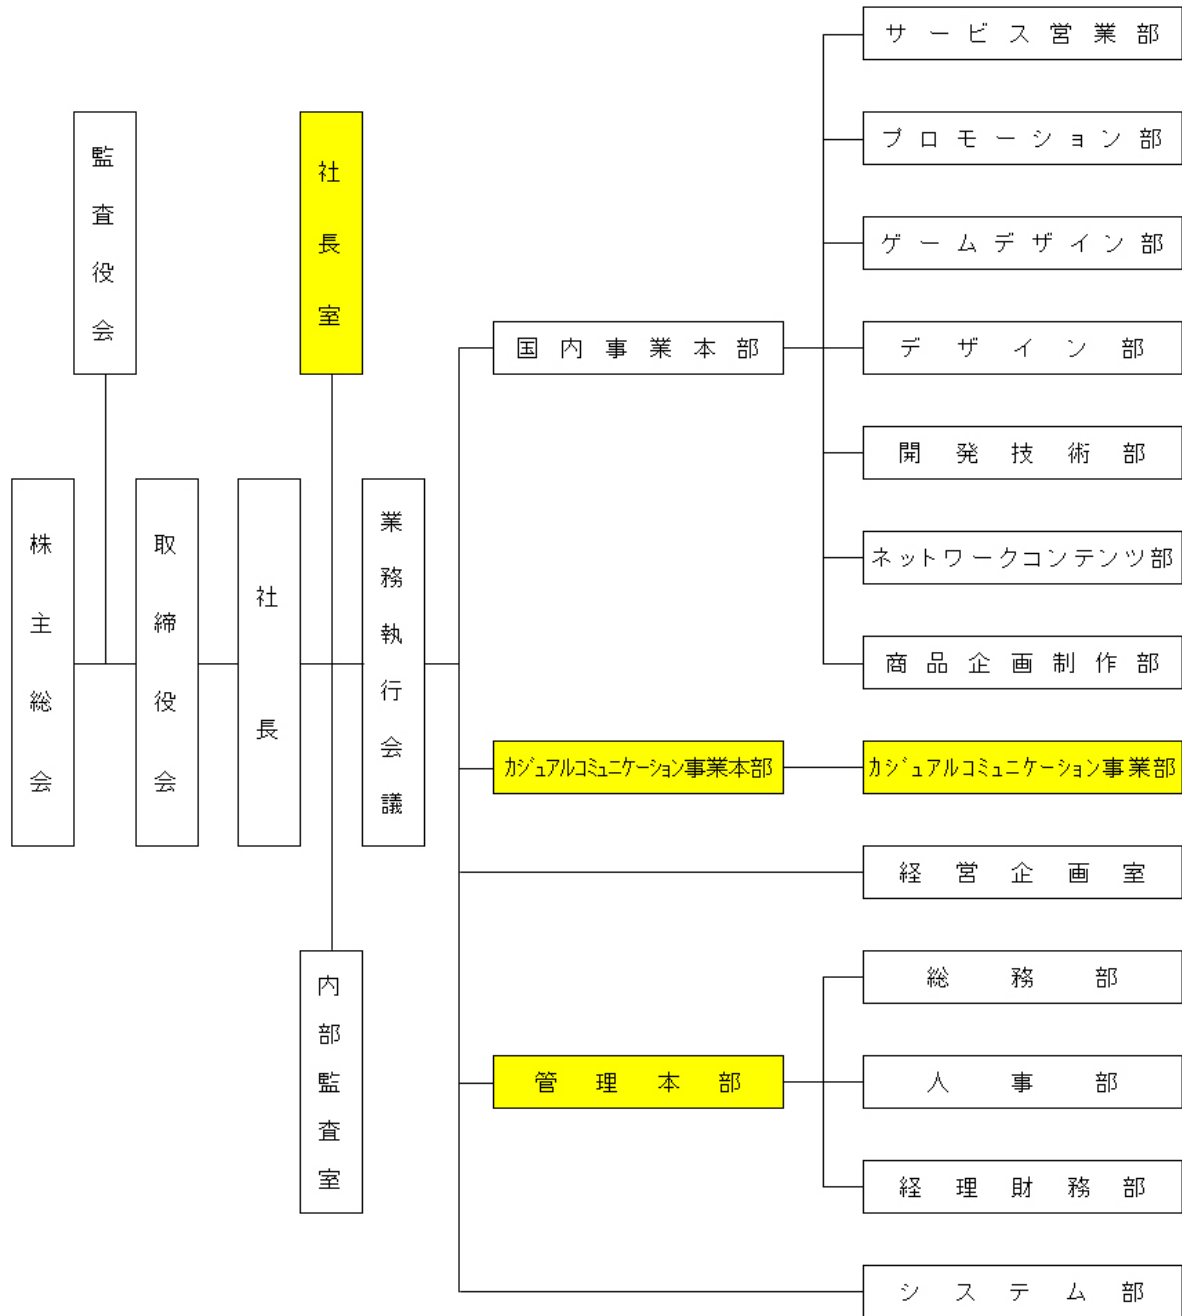 株主総会
監査役会
取締役会
社長
社長室
内部監査室
業務執行会議
国内事業本部
サービス営業部
プロモーション部
ゲームデザイン部
デザイン部
開発技術部
ネットワークコンテンツ部
商品企画制作部
カジュアルコミュニケーション事業本部
カジュアルコミュニケーション事業部
経営企画室
管理本部
総務部
人事部
経理財務部
システム部